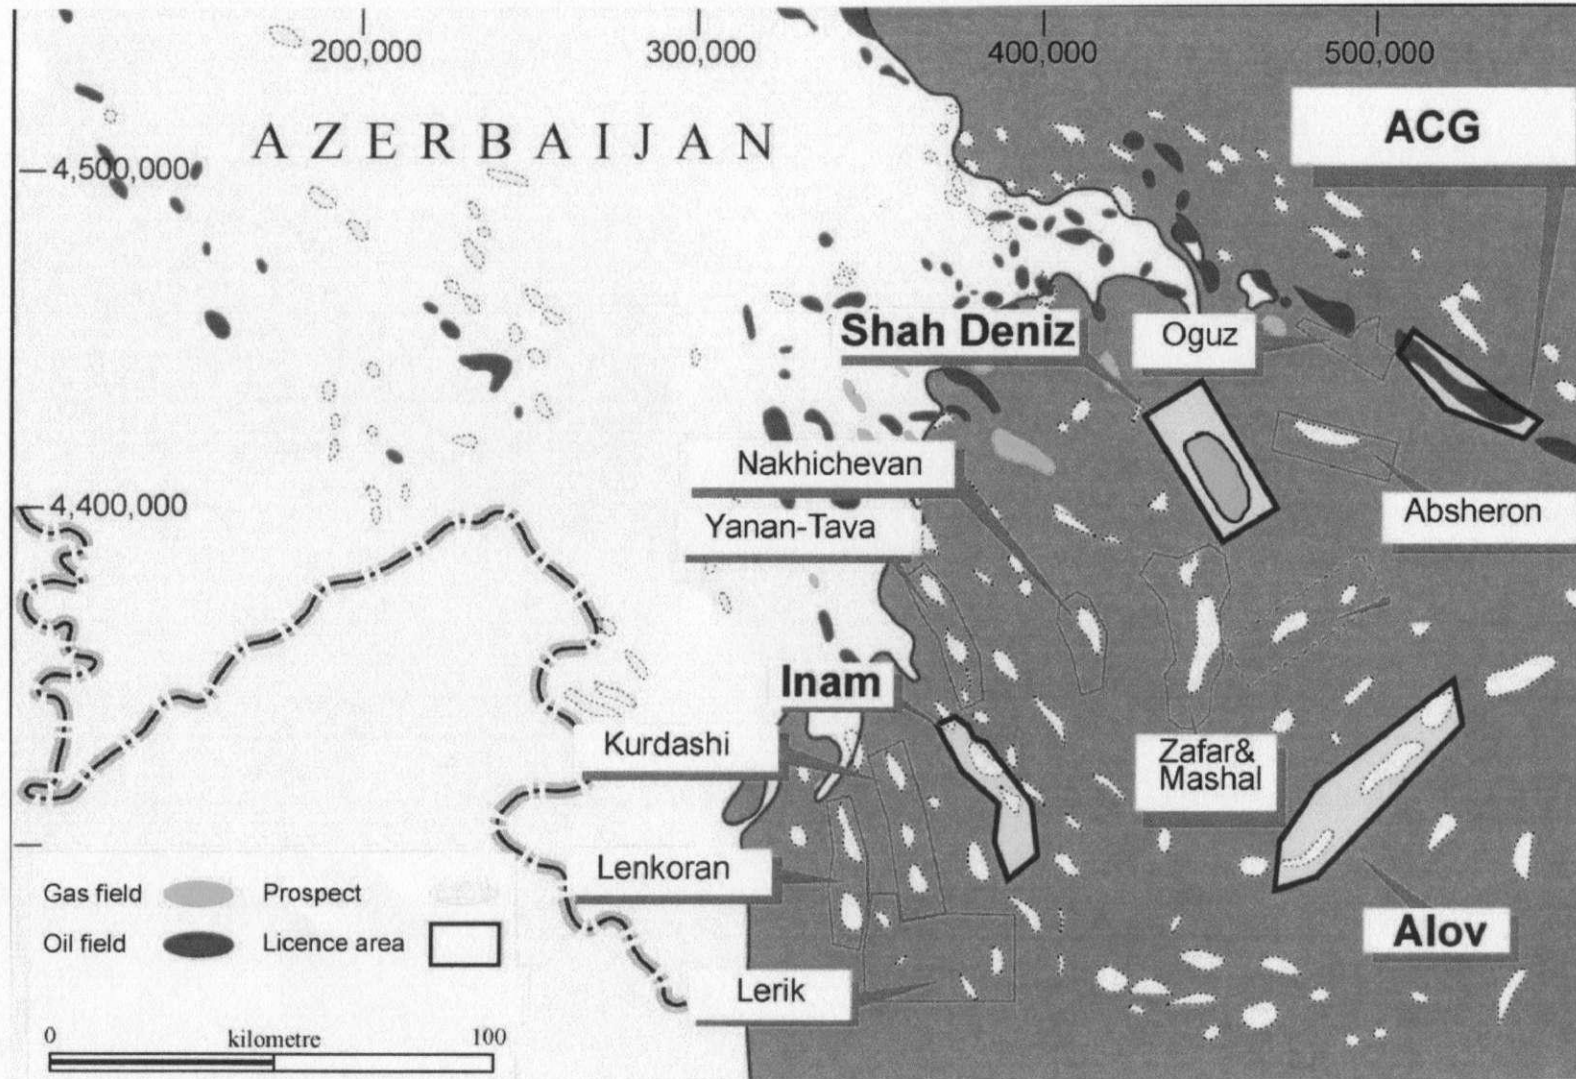 200,000
300,000
400,000
500,000
AZERBAIJAN
ACG
4,500,000
Shah Deniz
Oguz
Nakhichevan
4,400,000
Yanan-Tava
Absheron
Inam
Kurdashi
Zafar&
Mashal
Lenkoran
Gas field
Prospect
Oil field
Licence area
Alov
Lerik
0
kilometre
100